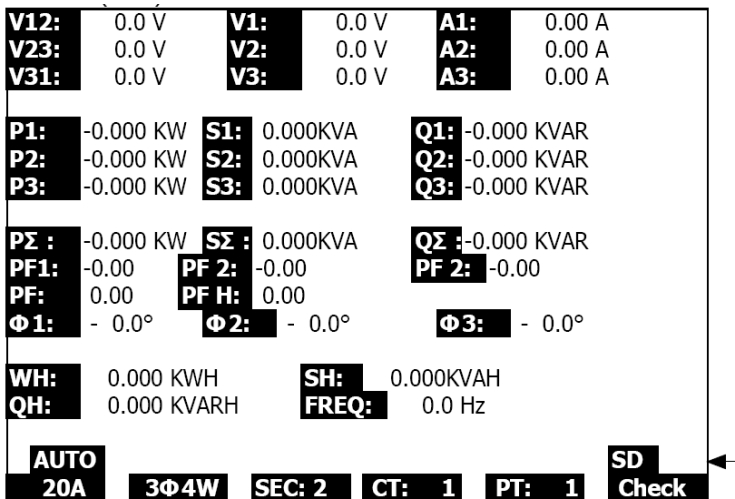 V12: 0.0 V V1: 0.0 V A1: 0.00 A
V23: 0.0 V V2: 0.0 V A2: 0.00 A
V31: 0.0 V V3: 0.0 V A3: 0.00 A
P1: -0.000 KW S1: 0.000KVA Q1: -0.000 KVAR
P2: -0.000 KW S2: 0.000KVA Q2: -0.000 KVAR
P3: -0.000 KW S3: 0.000KVA Q3: -0.000 KVAR
PΣ : -0.000 KW SΣ : 0.000KVA QΣ :-0.000 KVAR
PF1: -0.00 PF 2: -0.00 PF 2: -0.00
PF: 0.00 PF H: 0.00
Φ1: - 0.0° Φ2: - 0.0° Φ3: - 0.0°
WH: 0.000 KWH SH: 0.000KVAH
QH: 0.000 KVARH FREQ: 0.0 Hz
AUTO SD
20A 3Φ4W SEC: 2 CT: 1 PT: 1 Check